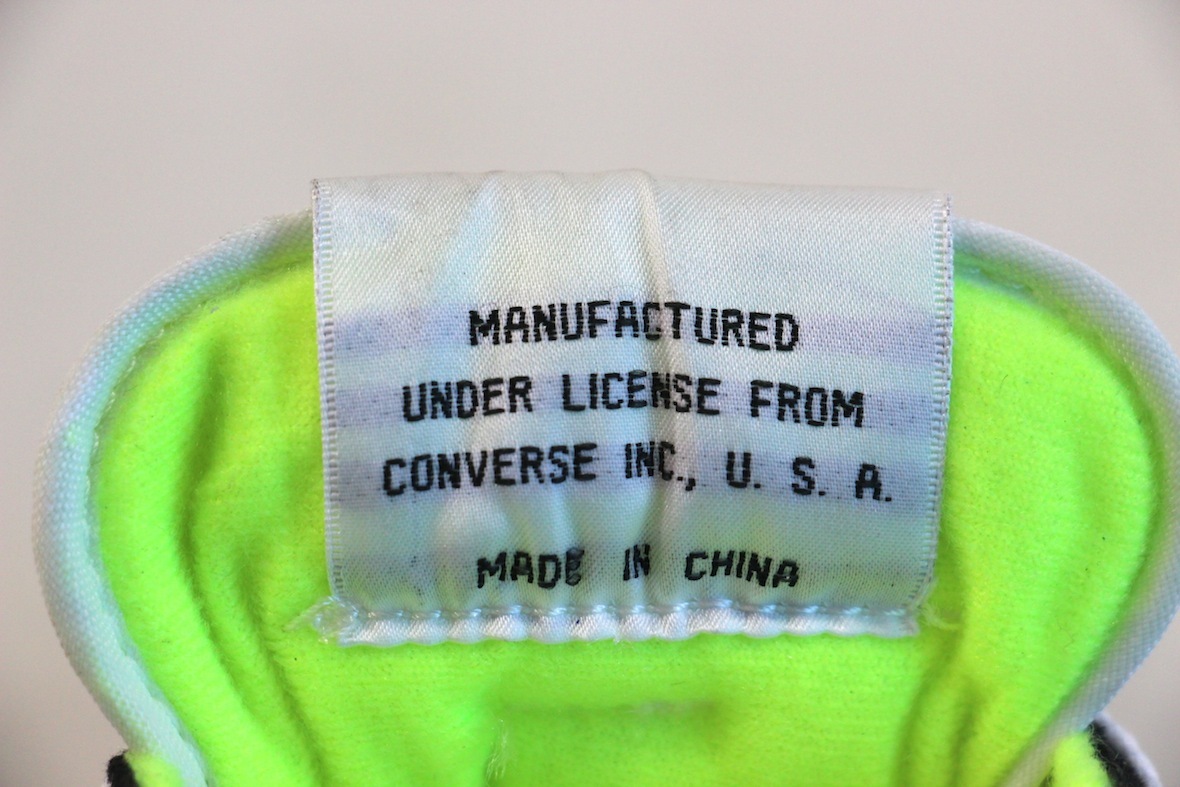 MANUFACTURED
UNDER LICENSE FROM
CONVERSE INC., U. S. A.
MADE IN CHINA